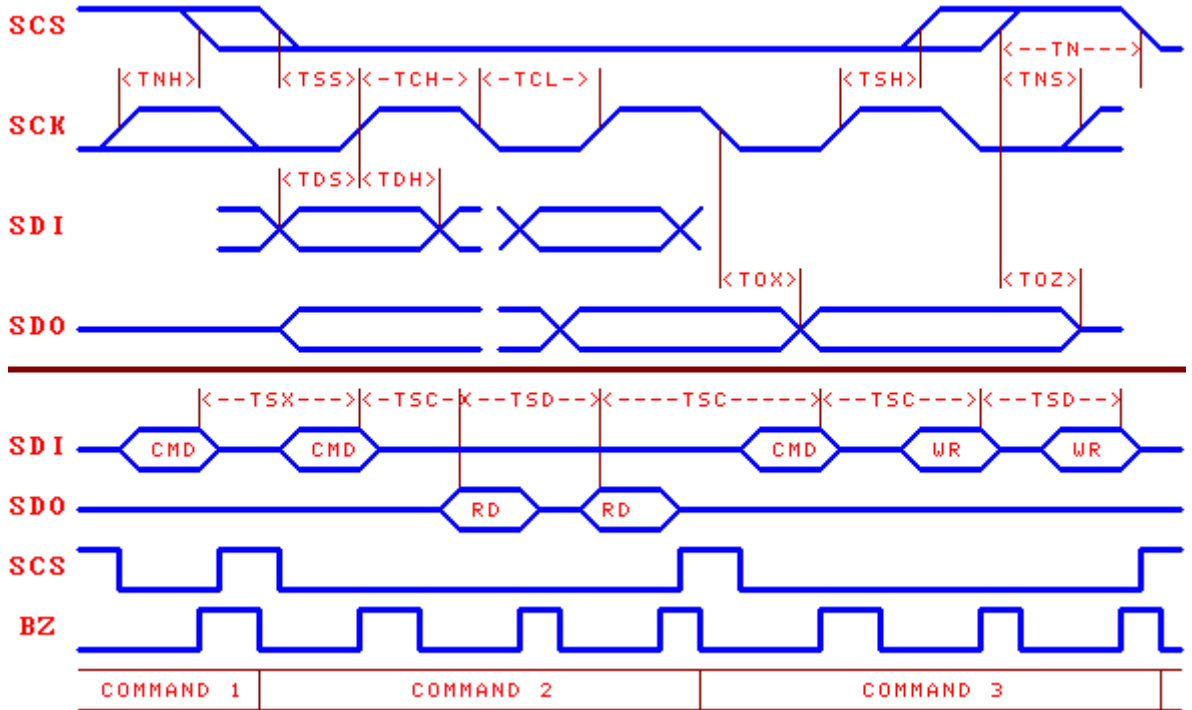 SCS <--TN--->
<TNH> <TSS> <-TCH-> <-TCL-> <TSH> <TNS>
SCK
<TDS> <TDH>
SDI
<TOX> <TOZ>
SDO
<--TSX---> <-TSC-X--TSD--> <----TSC-----> <--TSC---> <--TSD-->
SDI CMD CMD CMD WR WR
SDO RD RD
SCS
BZ
COMMAND 1 COMMAND 2 COMMAND 3